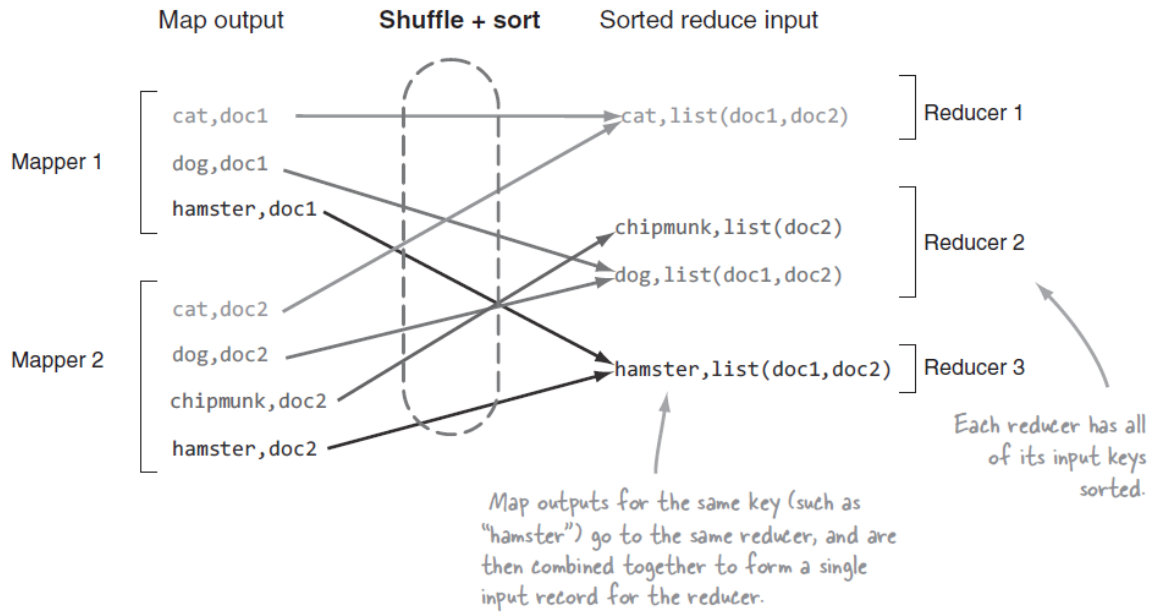 Map output
Shuffle + sort
Sorted reduce input
Mapper 1
cat,doc1
dog,doc1
hamster,doc1
Mapper 2
cat,doc2
dog,doc2
chipmunk,doc2
hamster,doc2
cat,list(doc1,doc2)
Reducer 1
chipmunk,list(doc2)
dog,list(doc1,doc2)
Reducer 2
hamster,list(doc1,doc2)
Reducer 3
Each reducer has all
of its input keys
sorted.
Map outputs for the same key (such as
"hamster") go to the same reducer, and are
then combined together to form a single
input record for the reducer.